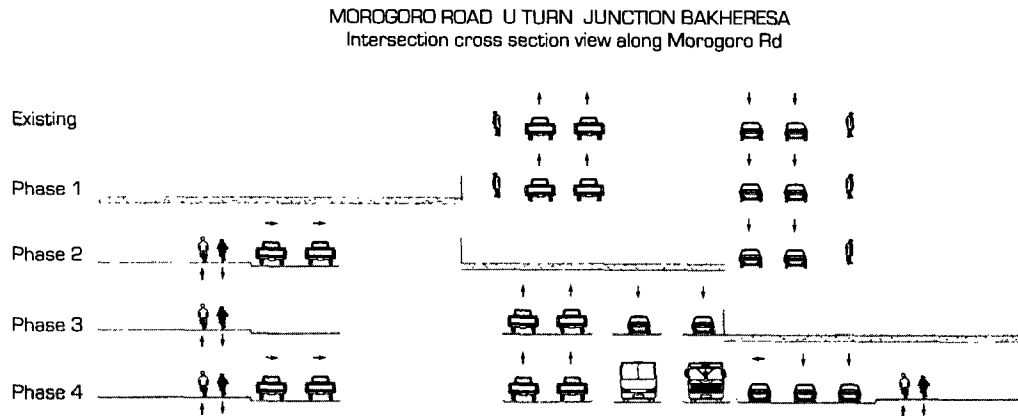 MOROGORO ROAD U TURN JUNCTION BAKHERESA
Intersection cross section view along Morogoro Rd
Existing
Phase 1
Phase 2
Phase 3
Phase 4